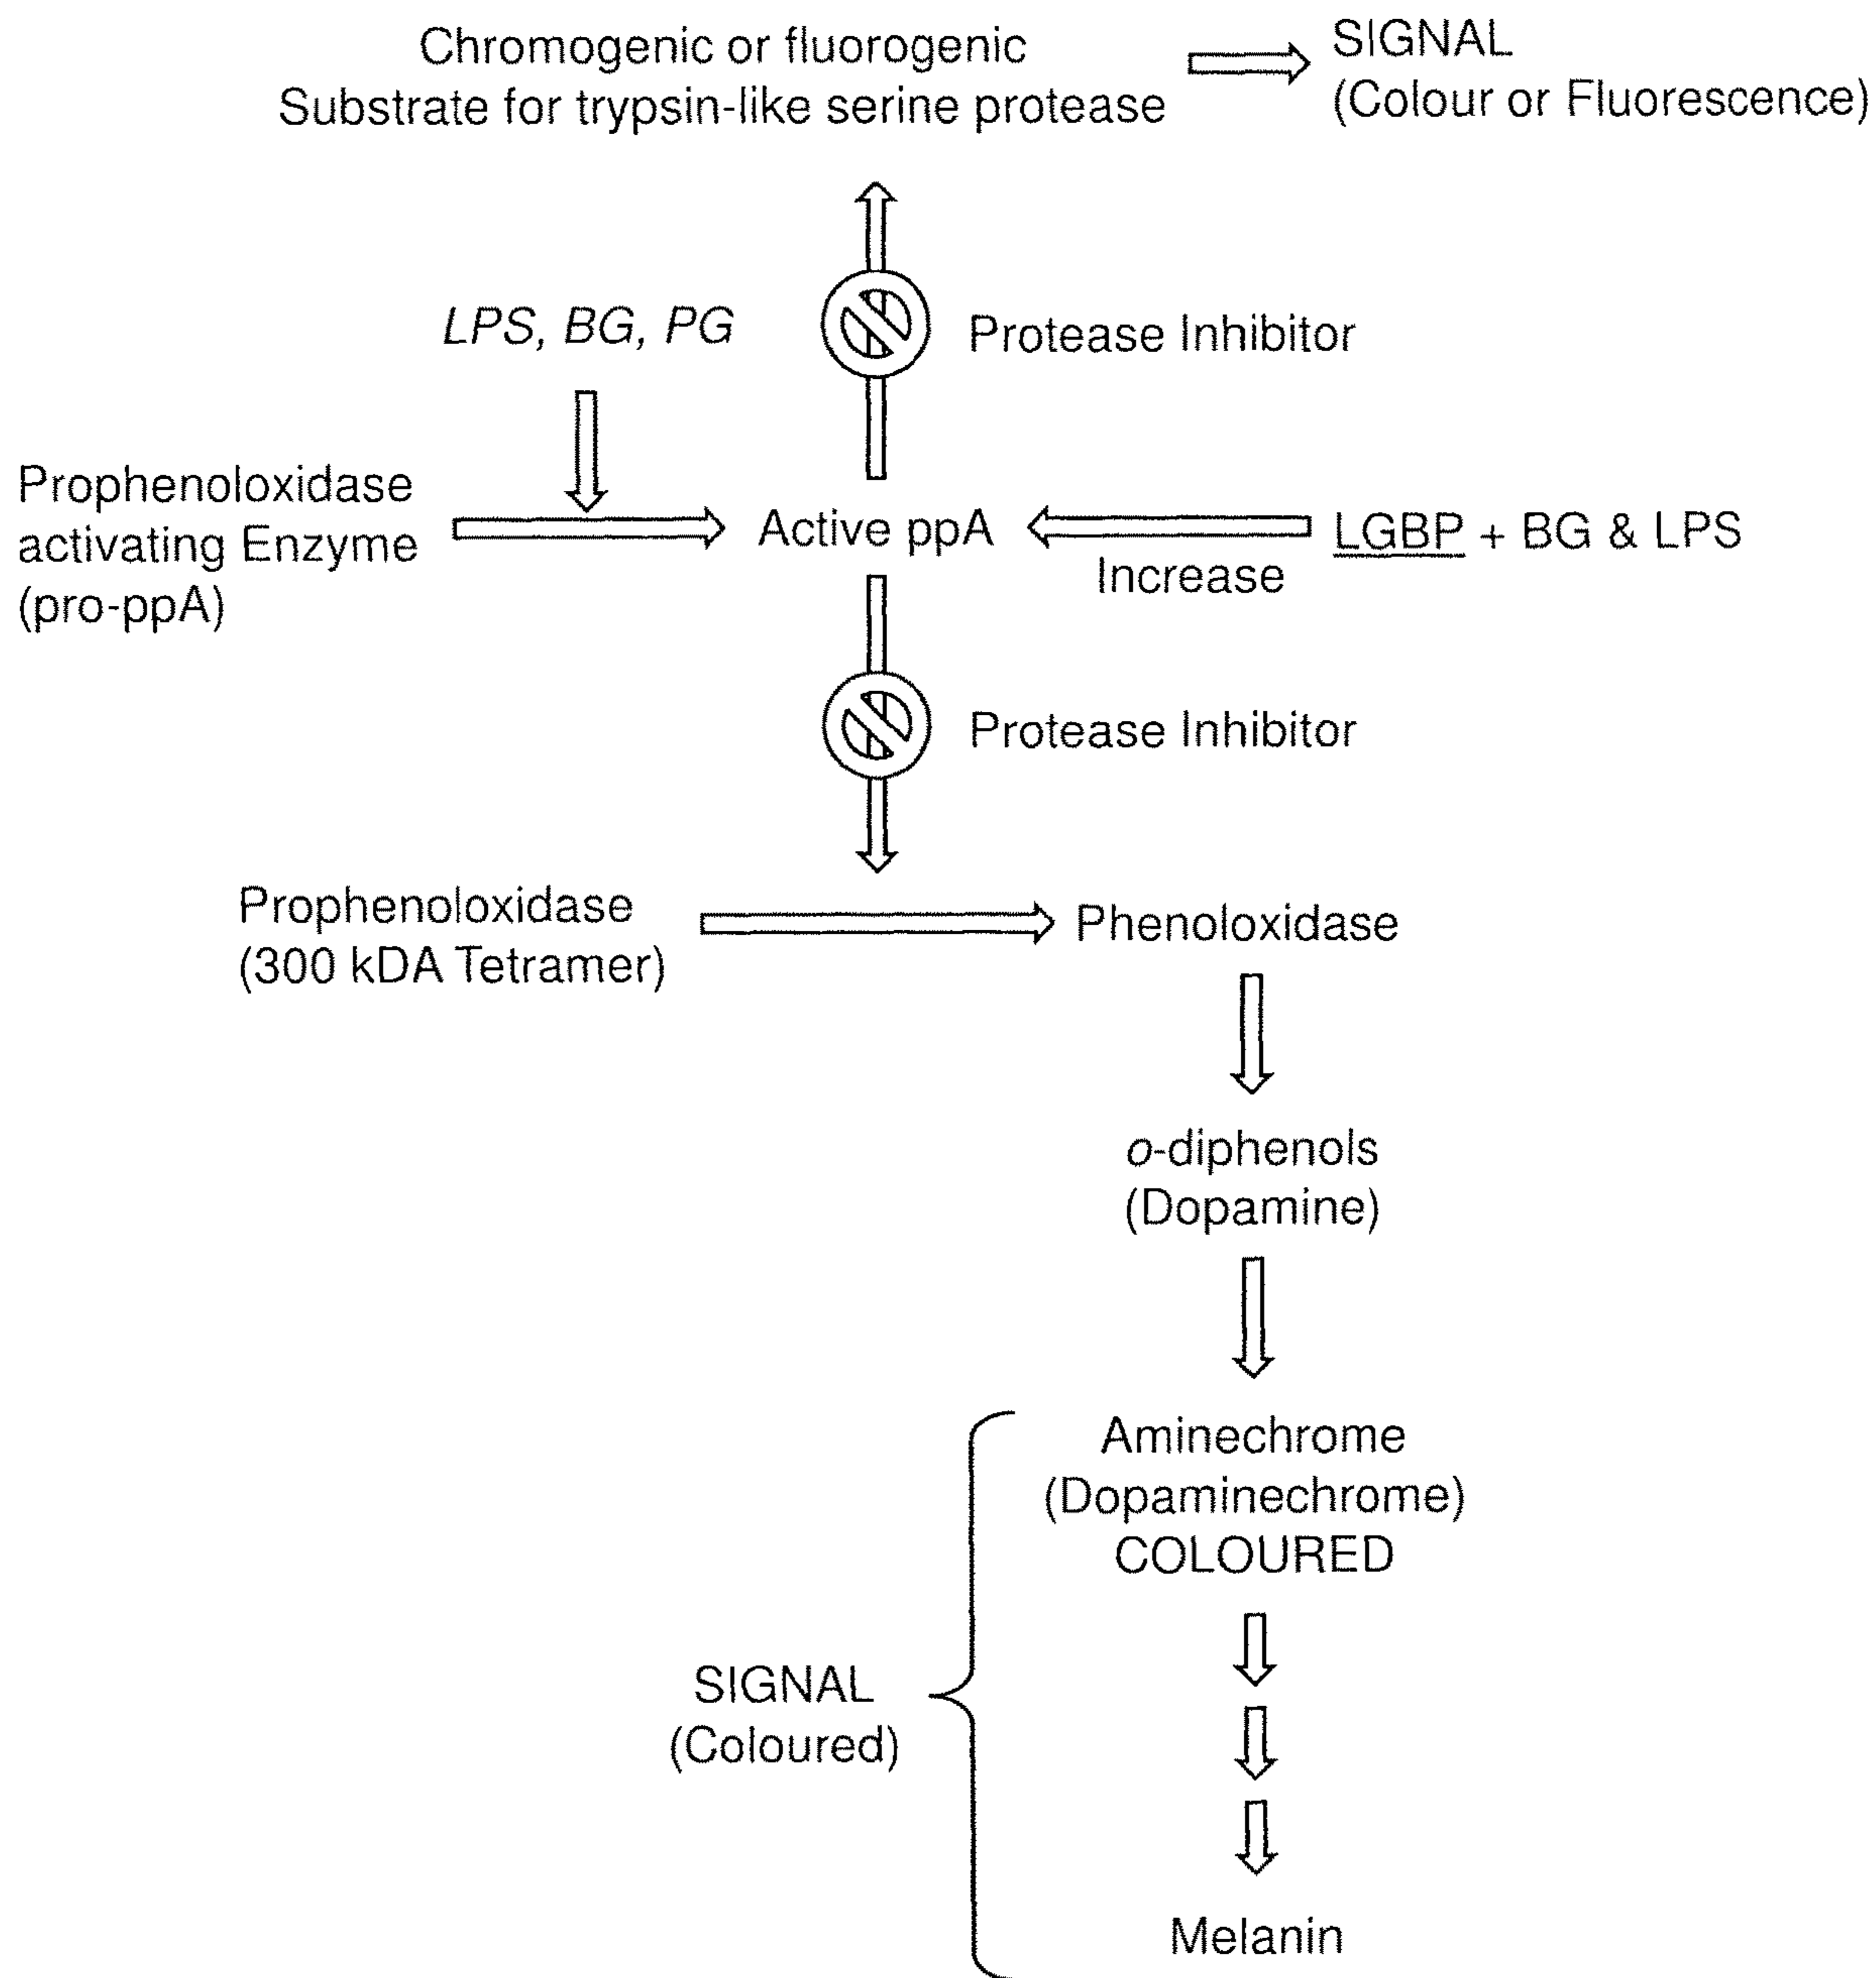 Chromogenic or fluorogenic
Substrate for trypsin-like serine protease
SIGNAL
(Colour or Fluorescence)
LPS, BG, PG
Protease Inhibitor
Prophenoloxidase
activating Enzyme
(pro-ppA)
Active ppA
Increase
LGBP + BG & LPS
Protease Inhibitor
Prophenoloxidase
(300 kDA Tetramer)
Phenoloxidase
o-diphenols
(Dopamine)
Aminechrome
(Dopaminechrome)
COLOURED
SIGNAL
(Coloured)
Melanin